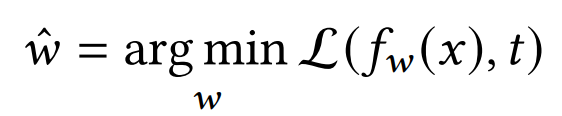 ŵ = arg min ℒ(f_w(x), t)
w